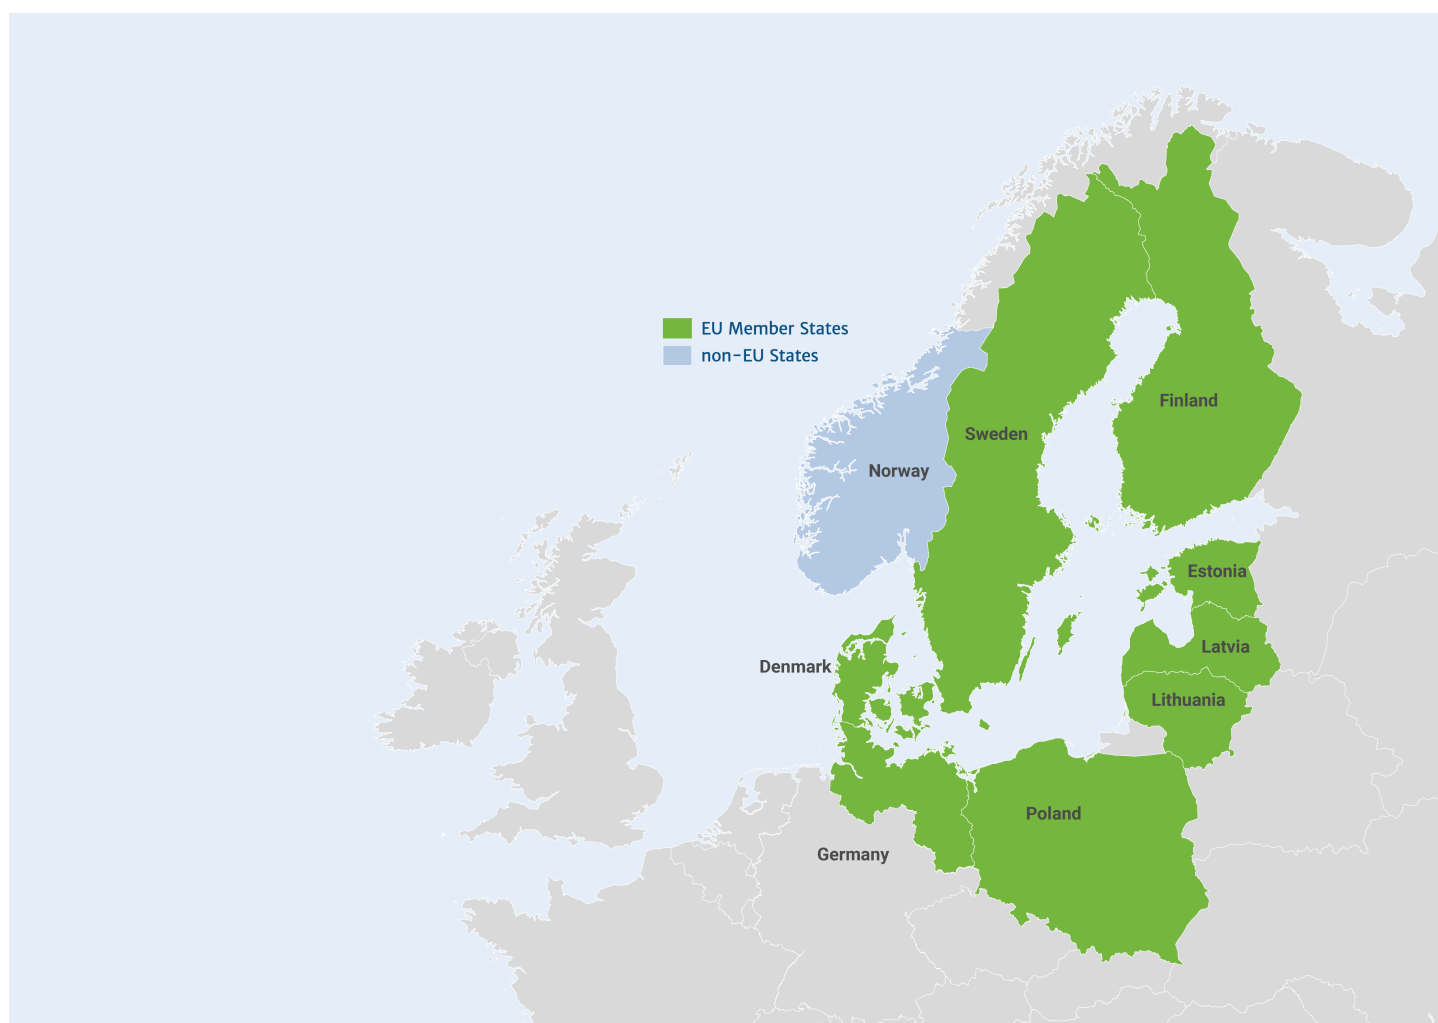 EU Member States
non-EU States
Finland
Sweden
Norway
Estonia
Latvia
Denmark
Lithuania
Poland
Germany